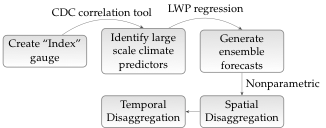 CDC correlation tool
LWP regression
Create “Index”
gauge
Identify large
scale climate
predictors
Generate
ensemble
forecasts
Nonparametric
Temporal
Disaggregation
Spatial
Disaggregation